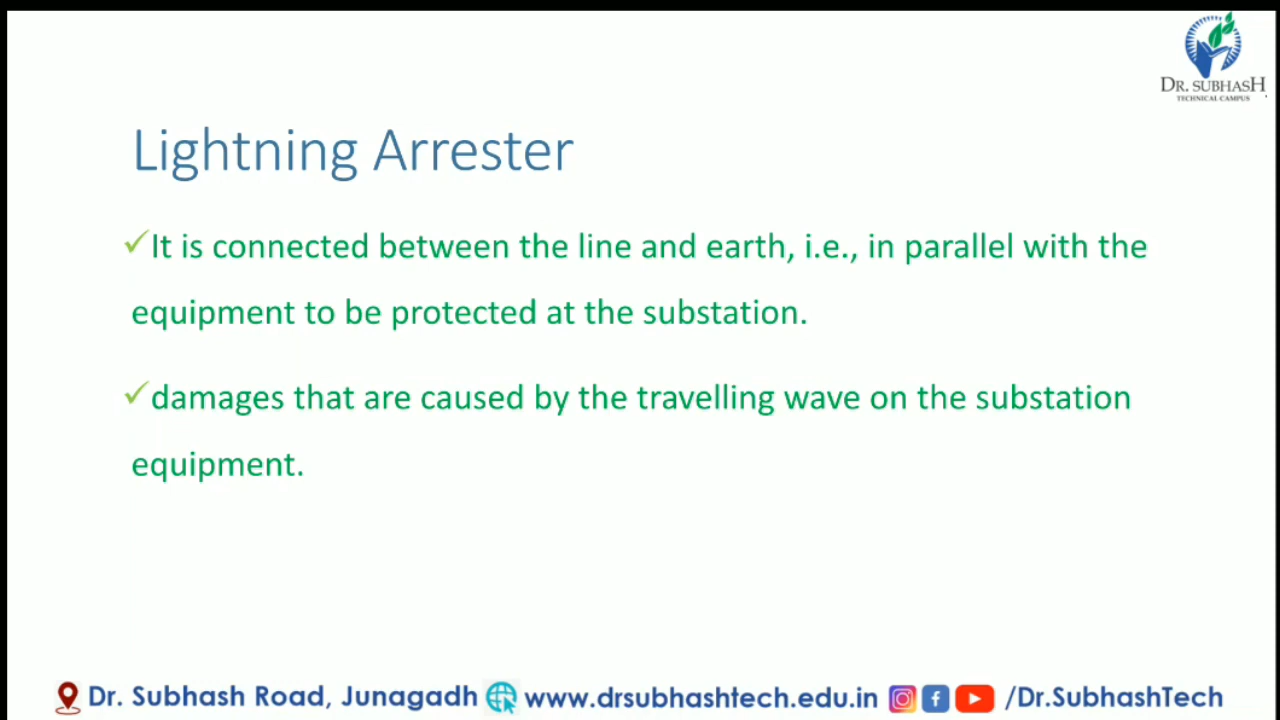 DR. SUBHASH
TECHNICAL CAMPUS
Lightning Arrester
✓It is connected between the line and earth, i.e., in parallel with the
equipment to be protected at the substation.
✓damages that are caused by the travelling wave on the substation
equipment.
Dr. Subhash Road, Junagadh www.drsubhashtech.edu.in /Dr.SubhashTech